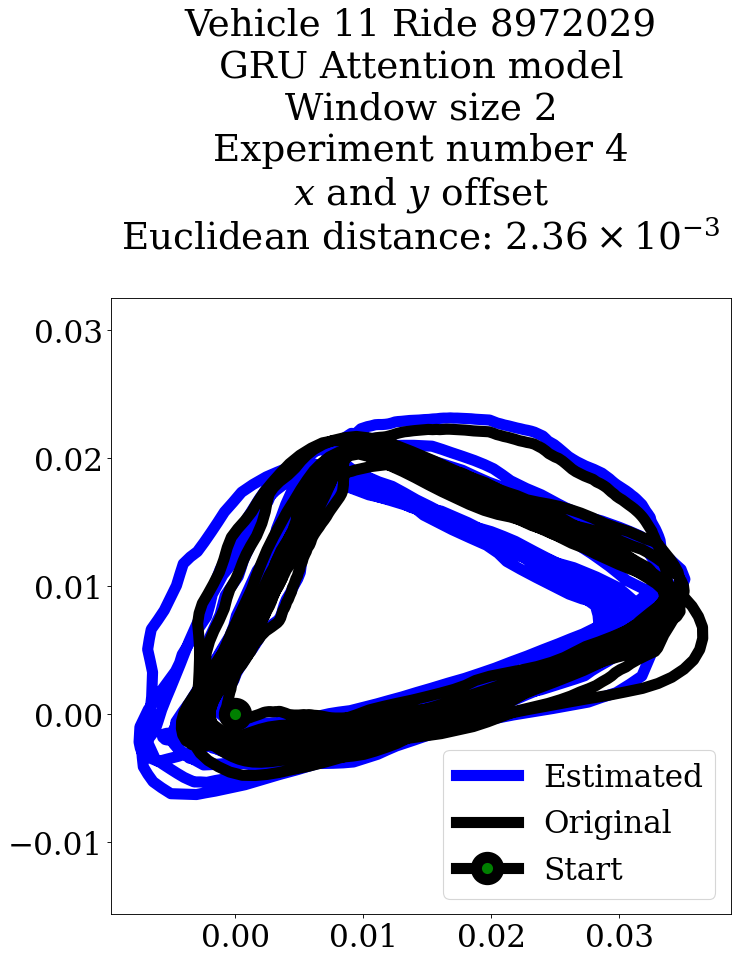 Vehicle 11 Ride 8972029
GRU Attention model
Window size 2
Experiment number 4
x and y offset
Euclidean distance: 2.36 × 10⁻³
0.03
0.02
0.01
0.00
−0.01
Estimated
Original
Start
0.00 0.01 0.02 0.03